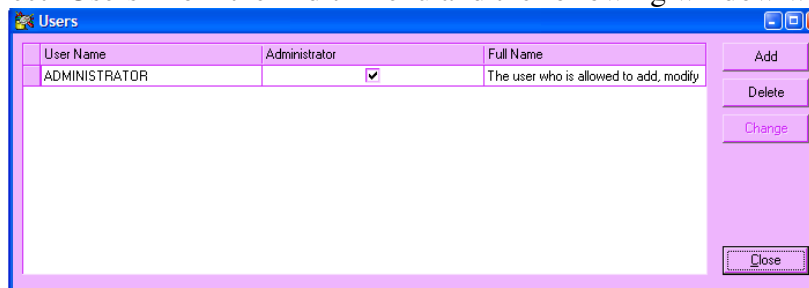 Users
User Name Administrator Full Name Add
ADMINISTRATOR The user who is allowed to add, modify
Delete
Change
Close